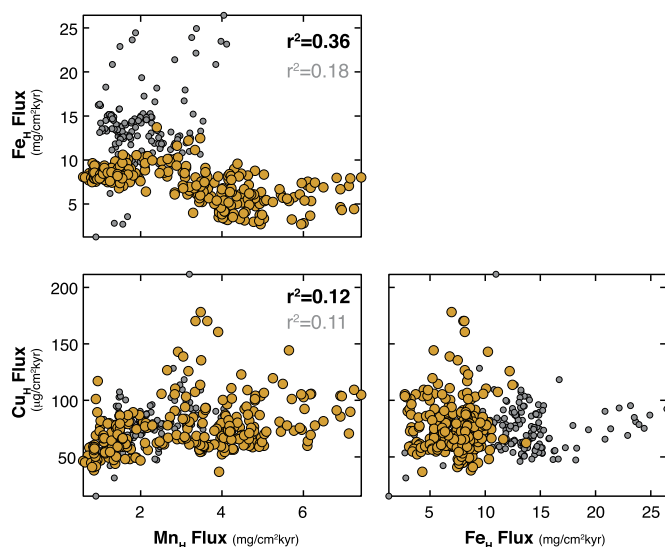 25
20
15
10
5
Fe_H Flux
(mg/cm²kyr)
r²=0.36
r²=0.18
200
150
100
50
Cu_H Flux
(µg/cm²kyr)
r²=0.12
r²=0.11
2 4 6
Mn_H Flux (mg/cm²kyr)
5 10 15 20 25
Fe_H Flux (mg/cm²kyr)